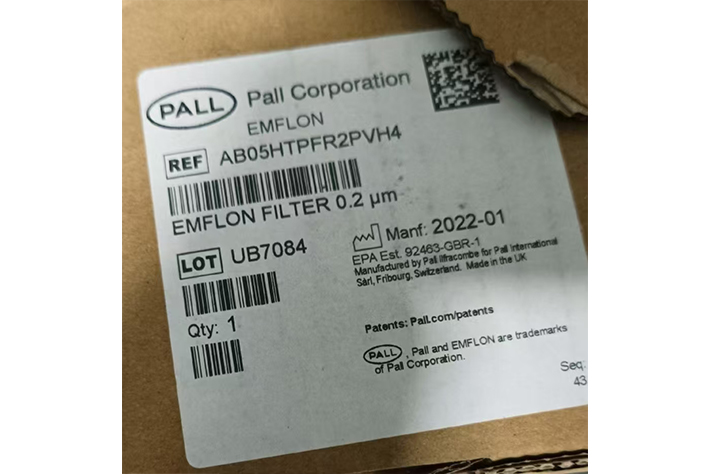 PALL Pall Corporation
EMFLON
REF AB05HTPFR2PVH4
EMFLON FILTER 0.2 µm
LOT UB7084
Manf: 2022-01
EPA Est. 92463-GBR-1
Manufactured by Pall Ilfracombe for Pall International
Sàrl, Fribourg, Switzerland. Made in the UK
Qty: 1
Patents: Pall.com/patents
PALL, Pall and EMFLON are trademarks
of Pall Corporation.
Seq:
43